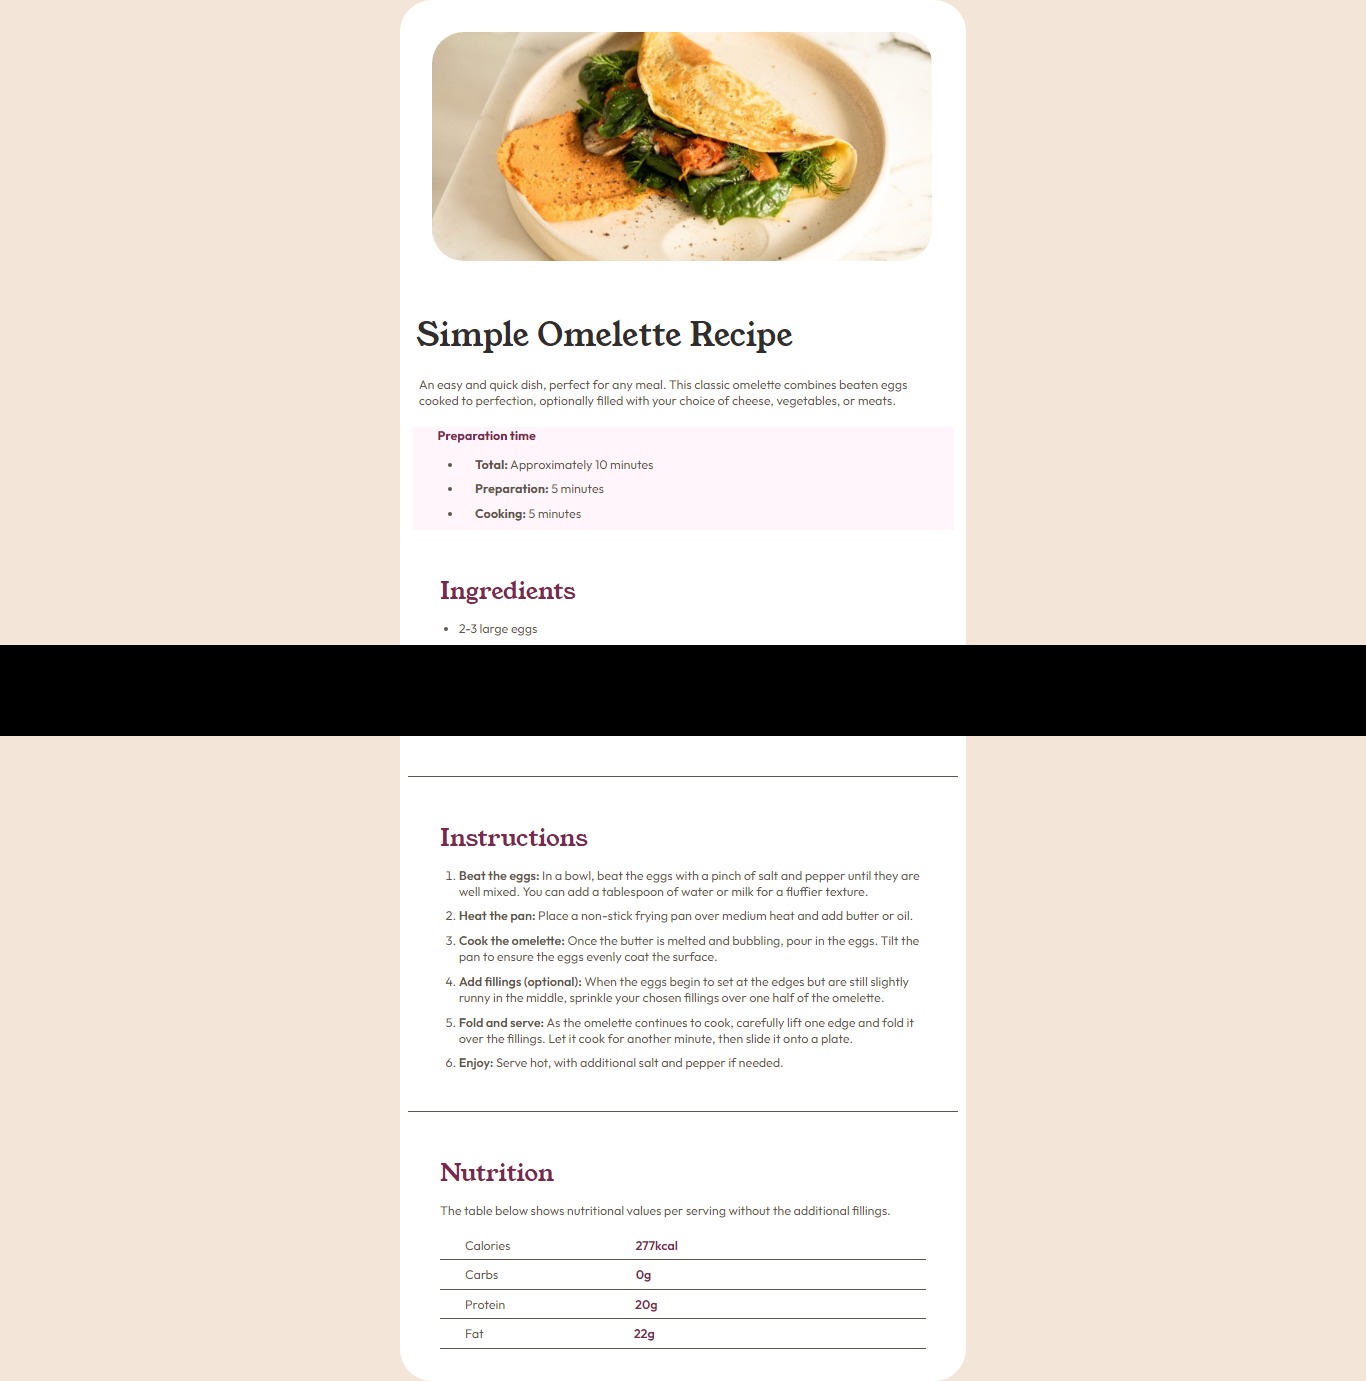 Simple Omelette Recipe
An easy and quick dish, perfect for any meal. This classic omelette combines beaten eggs
cooked to perfection, optionally filled with your choice of cheese, vegetables, or meats.
Preparation time
• Total: Approximately 10 minutes
• Preparation: 5 minutes
• Cooking: 5 minutes
Ingredients
• 2-3 large eggs
Instructions
1. Beat the eggs: In a bowl, beat the eggs with a pinch of salt and pepper until they are
well mixed. You can add a tablespoon of water or milk for a fluffier texture.
2. Heat the pan: Place a non-stick frying pan over medium heat and add butter or oil.
3. Cook the omelette: Once the butter is melted and bubbling, pour in the eggs. Tilt the
pan to ensure the eggs evenly coat the surface.
4. Add fillings (optional): When the eggs begin to set at the edges but are still slightly
runny in the middle, sprinkle your chosen fillings over one half of the omelette.
5. Fold and serve: As the omelette continues to cook, carefully lift one edge and fold it
over the fillings. Let it cook for another minute, then slide it onto a plate.
6. Enjoy: Serve hot, with additional salt and pepper if needed.
Nutrition
The table below shows nutritional values per serving without the additional fillings.
Calories 277kcal
Carbs 0g
Protein 20g
Fat 22g